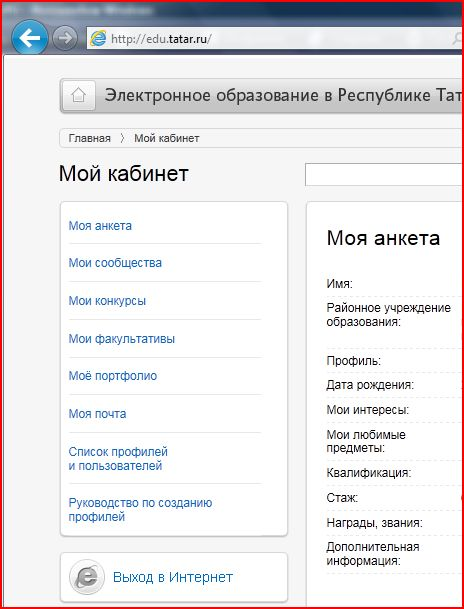 http://edu.tatar.ru/
Электронное образование в Республике Тат
Главная 〉 Мой кабинет
Мой кабинет
Моя анкета
Мои сообщества
Мои конкурсы
Мои факультативы
Моё портфолио
Моя почта
Список профилей
и пользователей
Руководство по созданию
профилей
Выход в Интернет
Моя анкета
Имя:
Районное учреждение
образования:
Профиль:
Дата рождения:
Мои интересы:
Мои любимые
предметы:
Квалификация:
Стаж:
Награды, звания:
Дополнительная
информация: